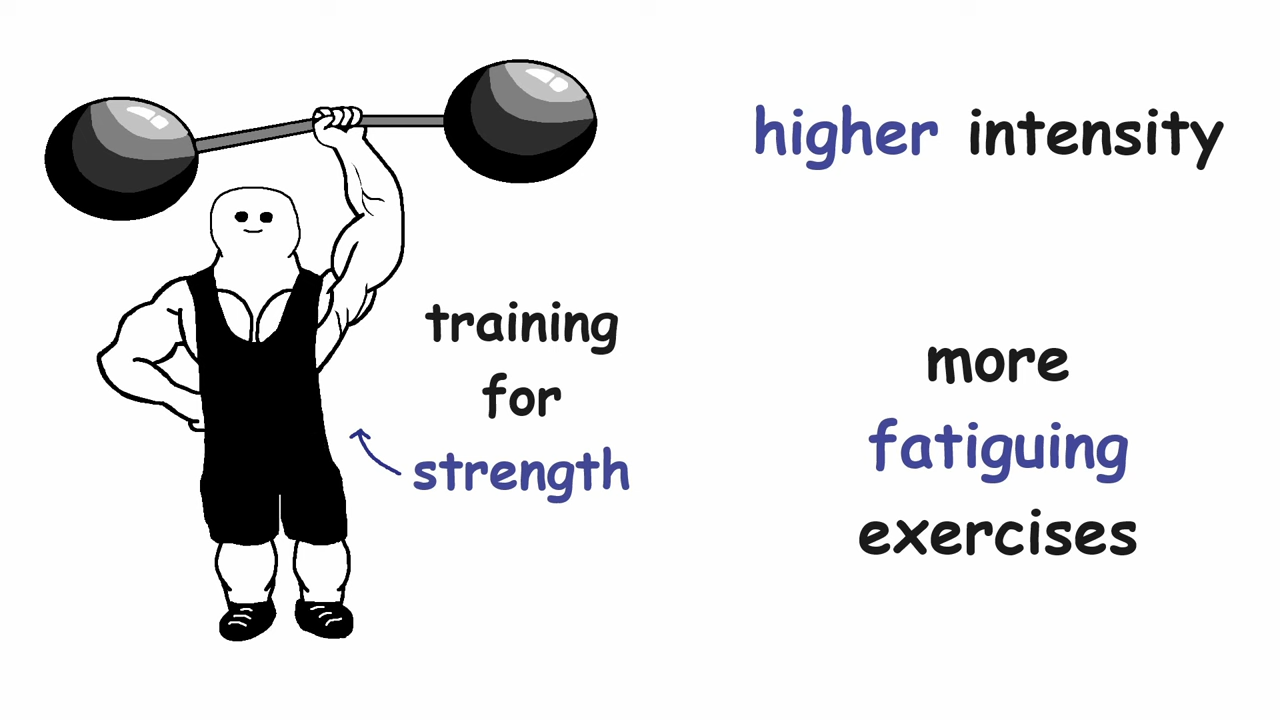 training
for
strength
higher intensity
more
fatiguing
exercises